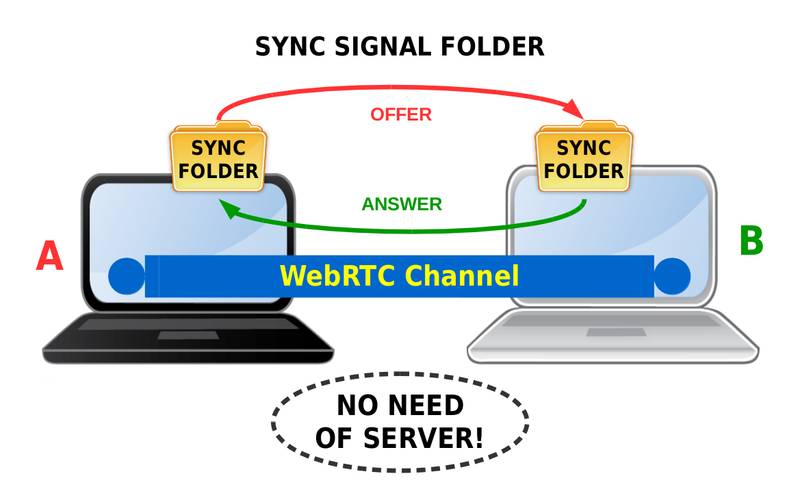 SYNC SIGNAL FOLDER
OFFER
SYNC
FOLDER
SYNC
FOLDER
ANSWER
A
B
WebRTC Channel
NO NEED
OF SERVER!